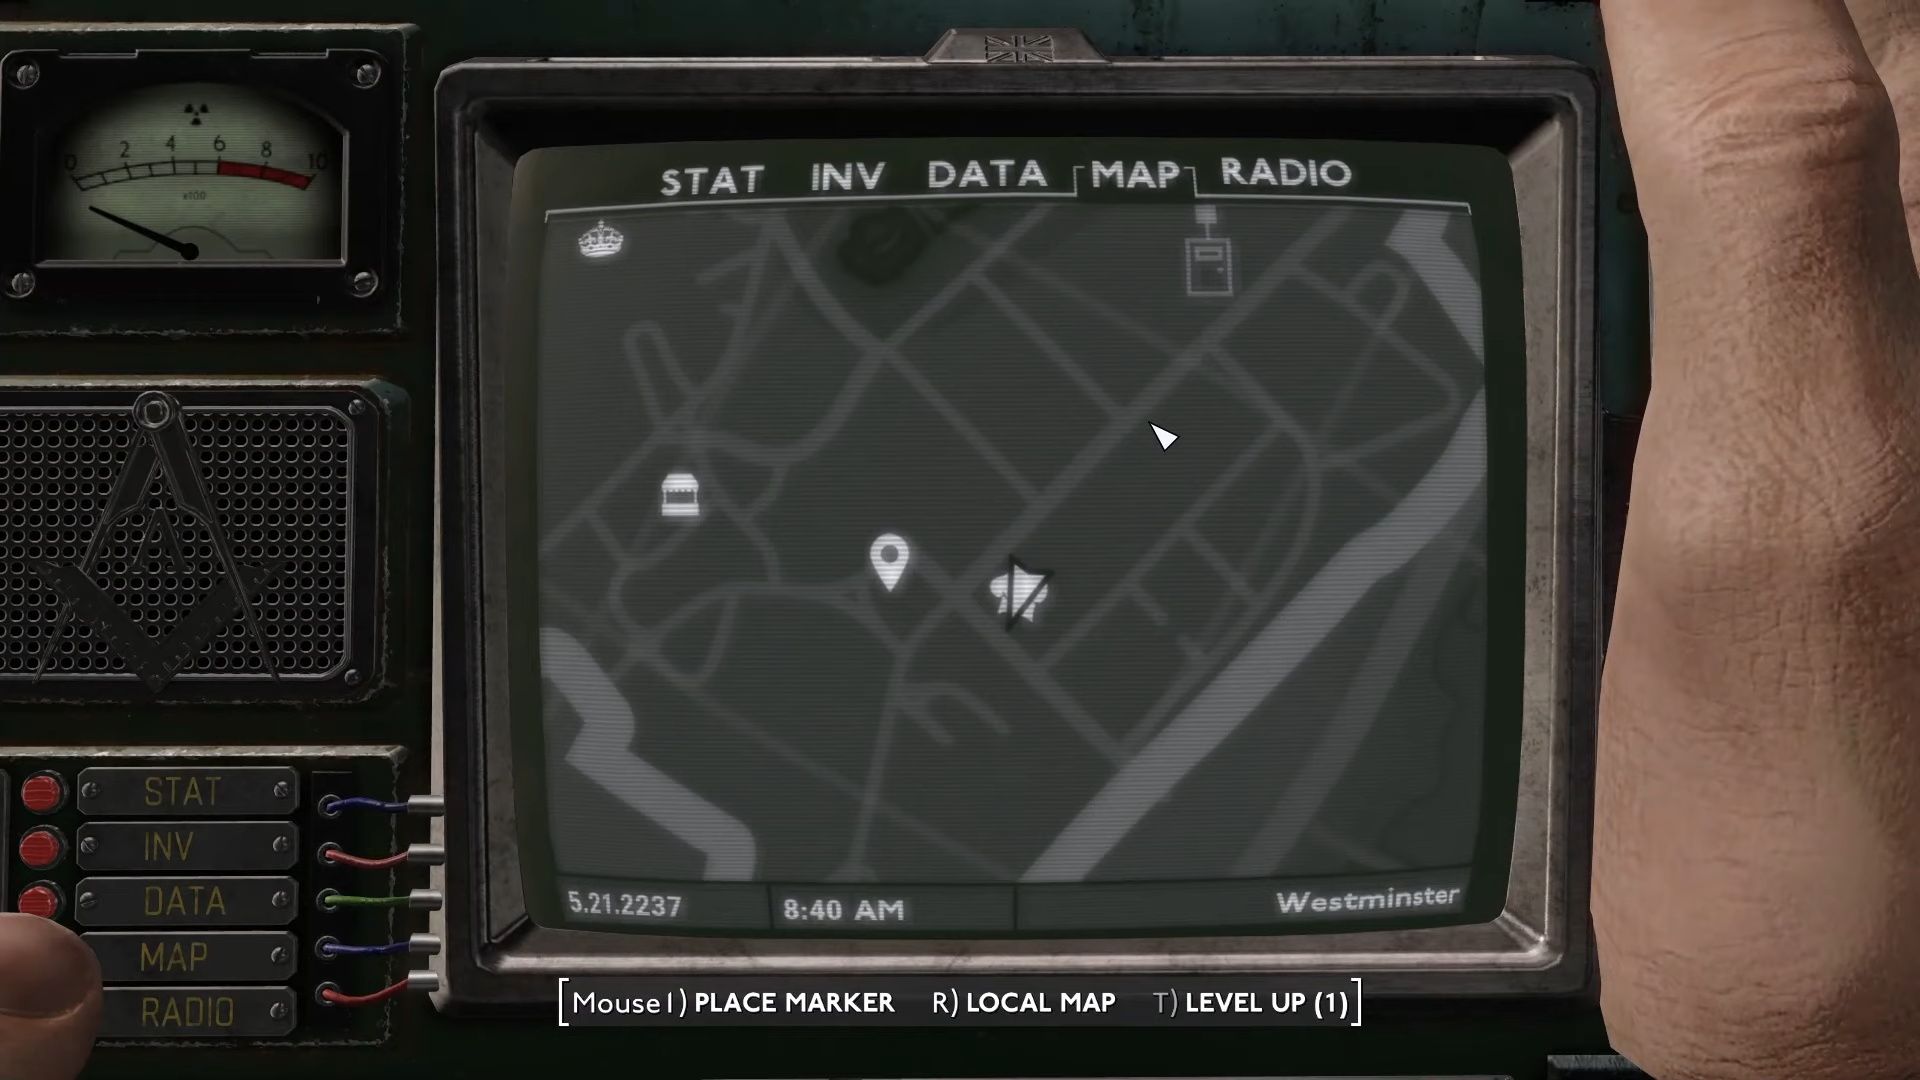 0 2 4 6 8 10
x100
STAT INV DATA MAP RADIO
5.21.2237 8:40 AM Westminster
STAT
INV
DATA
MAP
RADIO
[Mouse1) PLACE MARKER R) LOCAL MAP T) LEVEL UP (1)]